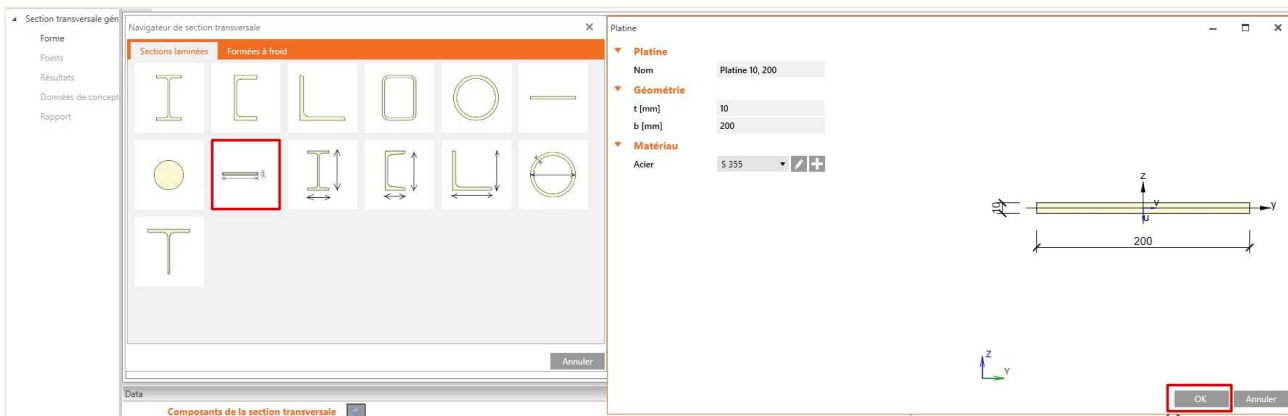 Section transversale gén
Forme
Points
Résultats
Données de concept
Rapport
Navigateur de section transversale
Sections laminées
Formées à froid
Annuler
Data
Composants de la section transversale
Platine
Platine
Nom Platine 10, 200
Géométrie
t [mm] 10
b [mm] 200
Matériau
Acier S 355
z
y
v
u
10
200
Z
Y
OK
Annuler